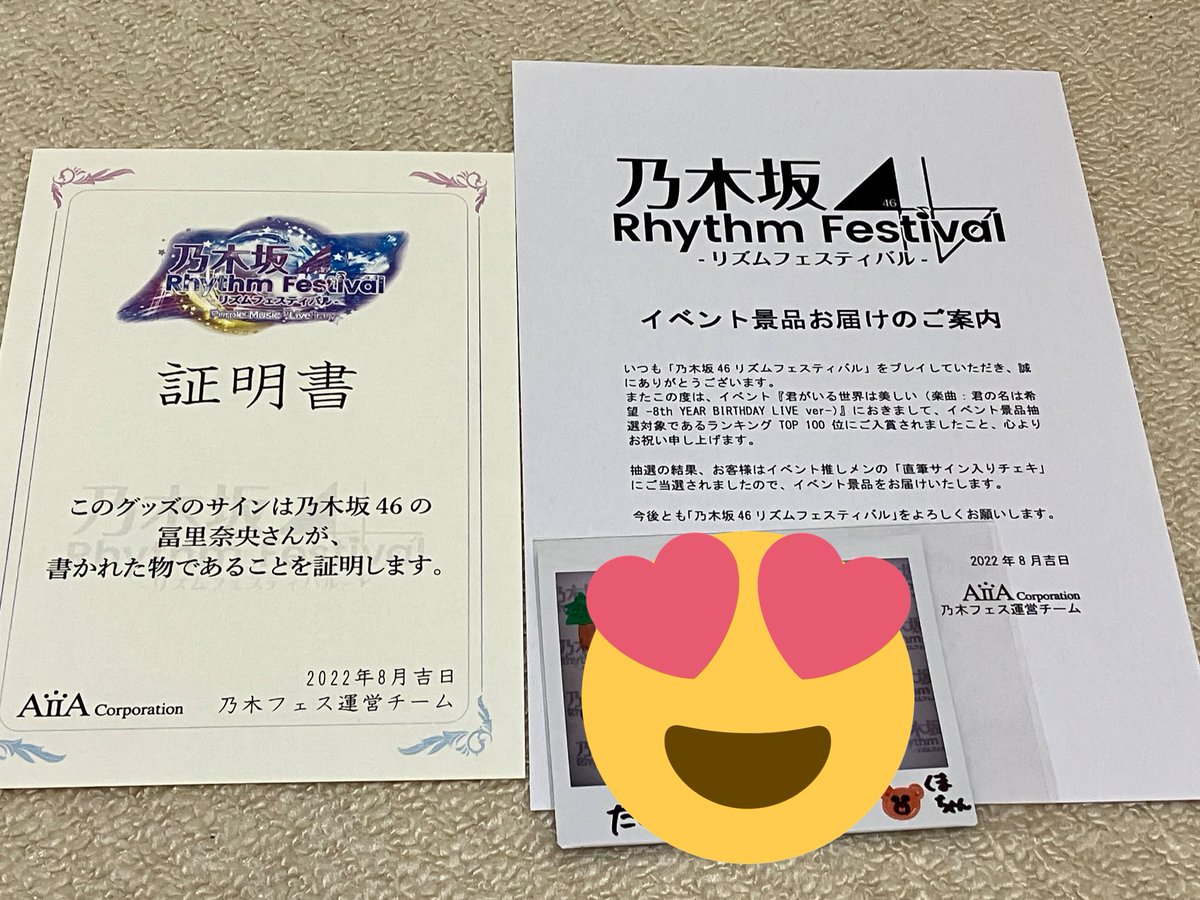 乃木坂46
Rhythm Festival
-リズムフェスティバル-
Purple Music Live
証明書
このグッズのサインは乃木坂46の
冨里奈央さんが、
書かれた物であることを証明します。
2022年8月吉日
AiiA Corporation
乃木フェス運営チーム
乃木坂46
Rhythm Festival
-リズムフェスティバル-
イベント景品お届けのご案内
いつも「乃木坂46リズムフェスティバル」をプレイしていただき、誠
にありがとうございます。
またこの度は、イベント『君がいる世界は美しい（楽曲：君の名は希
望 -8th YEAR BIRTHDAY LIVE ver-）』におきまして、イベント景品抽
選対象であるランキング TOP 100 位にご入賞されましたこと、心より
お祝い申し上げます。
抽選の結果、お客様はイベント推しメンの「直筆サイン入りチェキ」
にご当選されましたので、イベント景品をお届けいたします。
今後とも「乃木坂46リズムフェスティバル」をよろしくお願いします。
2022年8月吉日
AiiA Corporation
乃木フェス運営チーム
た
くま
ちゃん